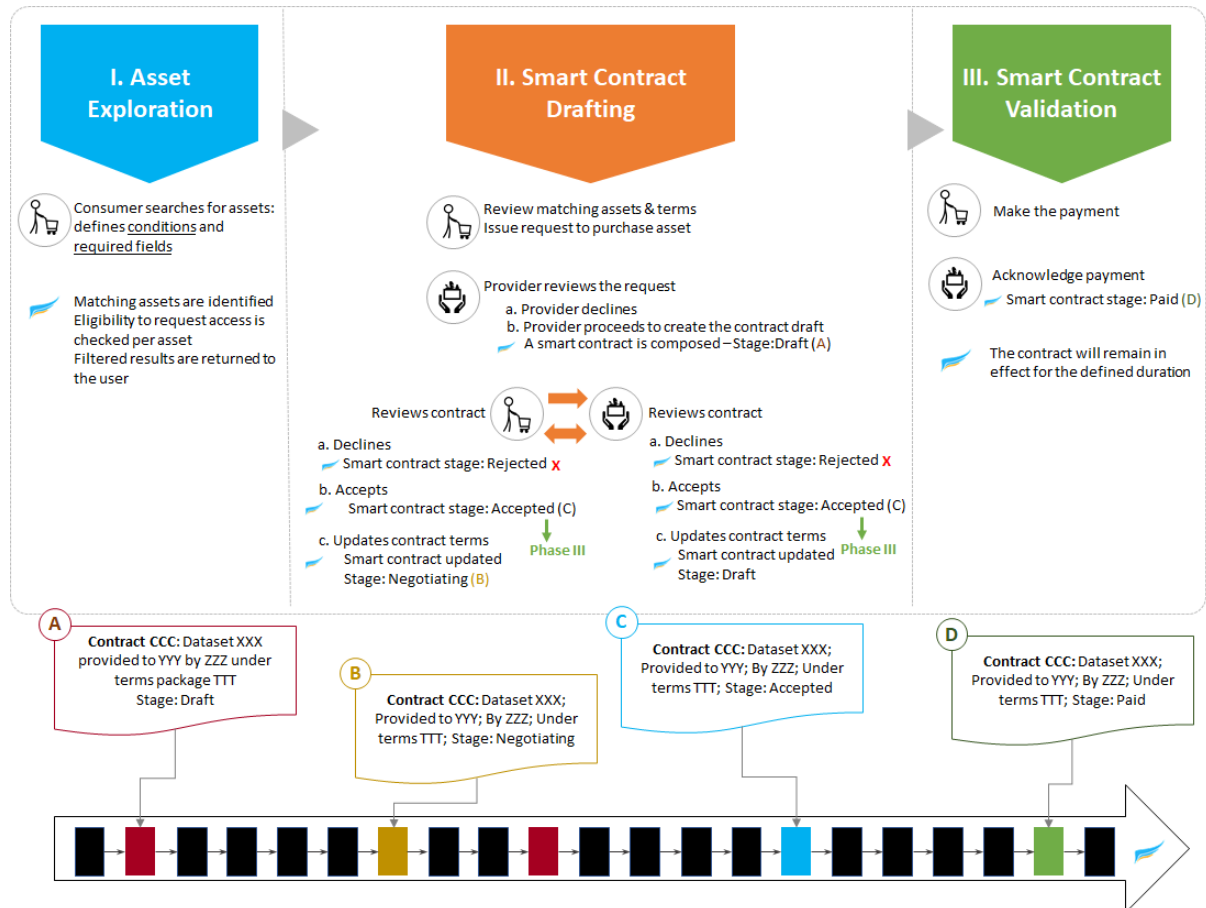 I. Asset
Exploration
II. Smart Contract
Drafting
III. Smart Contract
Validation
Consumer searches for assets:
defines conditions and
required fields
Matching assets are identified
Eligibility to request access is
checked per asset
Filtered results are returned to
the user
Review matching assets & terms
Issue request to purchase asset
Provider reviews the request
a. Provider declines
b. Provider proceeds to create the contract draft
A smart contract is composed – Stage: Draft (A)
Reviews contract
a. Declines
Smart contract stage: Rejected X
b. Accepts
Smart contract stage: Accepted (C)
Phase III
c. Updates contract terms
Smart contract updated
Stage: Negotiating (B)
Reviews contract
a. Declines
Smart contract stage: Rejected X
b. Accepts
Smart contract stage: Accepted (C)
Phase III
c. Updates contract terms
Smart contract updated
Stage: Draft
Make the payment
Acknowledge payment
Smart contract stage: Paid (D)
The contract will remain in
effect for the defined duration
A
Contract CCC: Dataset XXX
provided to YYY by ZZZ under
terms package TTT
Stage: Draft
B
Contract CCC: Dataset XXX;
Provided to YYY; By ZZZ; Under
terms TTT; Stage: Negotiating
C
Contract CCC: Dataset XXX;
Provided to YYY; By ZZZ; Under
terms TTT; Stage: Accepted
D
Contract CCC: Dataset XXX;
Provided to YYY; By ZZZ; Under
terms TTT; Stage: Paid